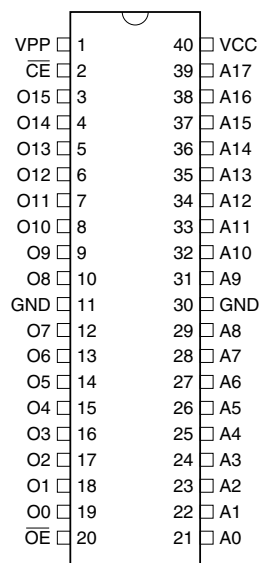 VPP 1 40 VCC
C̅E̅ 2 39 A17
O15 3 38 A16
O14 4 37 A15
O13 5 36 A14
O12 6 35 A13
O11 7 34 A12
O10 8 33 A11
O9 9 32 A10
O8 10 31 A9
GND 11 30 GND
O7 12 29 A8
O6 13 28 A7
O5 14 27 A6
O4 15 26 A5
O3 16 25 A4
O2 17 24 A3
O1 18 23 A2
O0 19 22 A1
O̅E̅ 20 21 A0